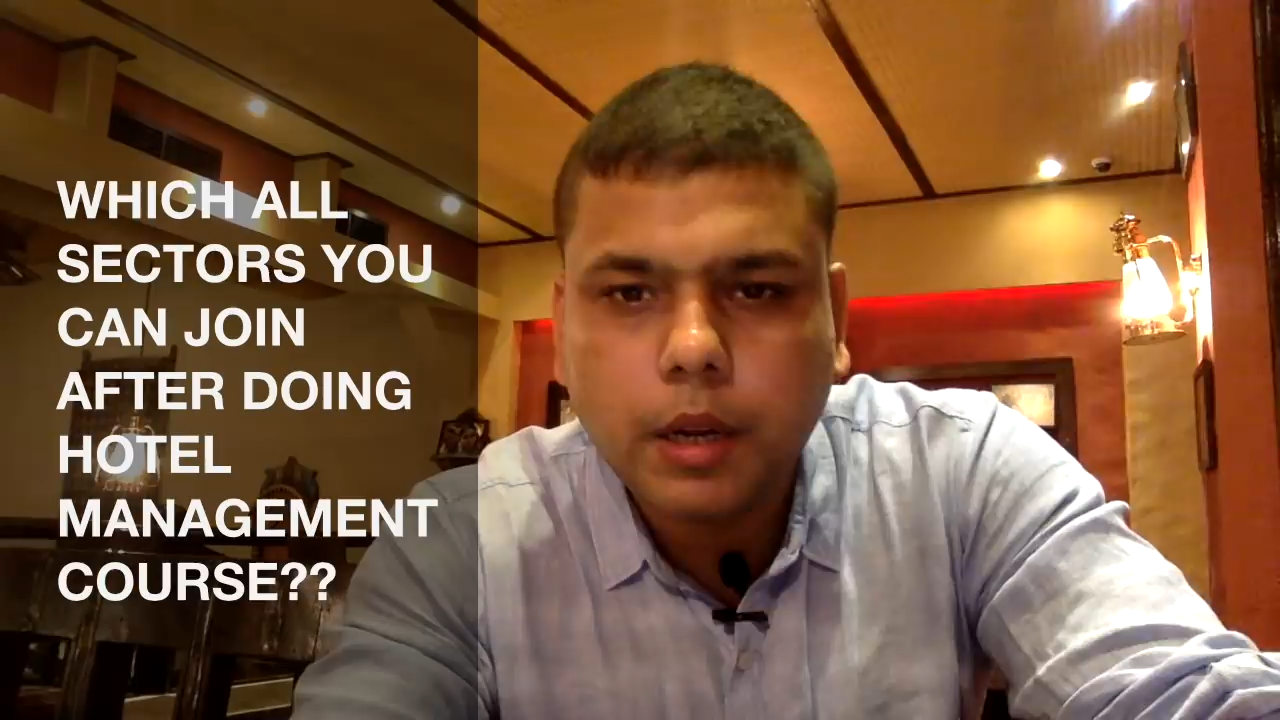 WHICH ALL
SECTORS YOU
CAN JOIN
AFTER DOING
HOTEL
MANAGEMENT
COURSE??